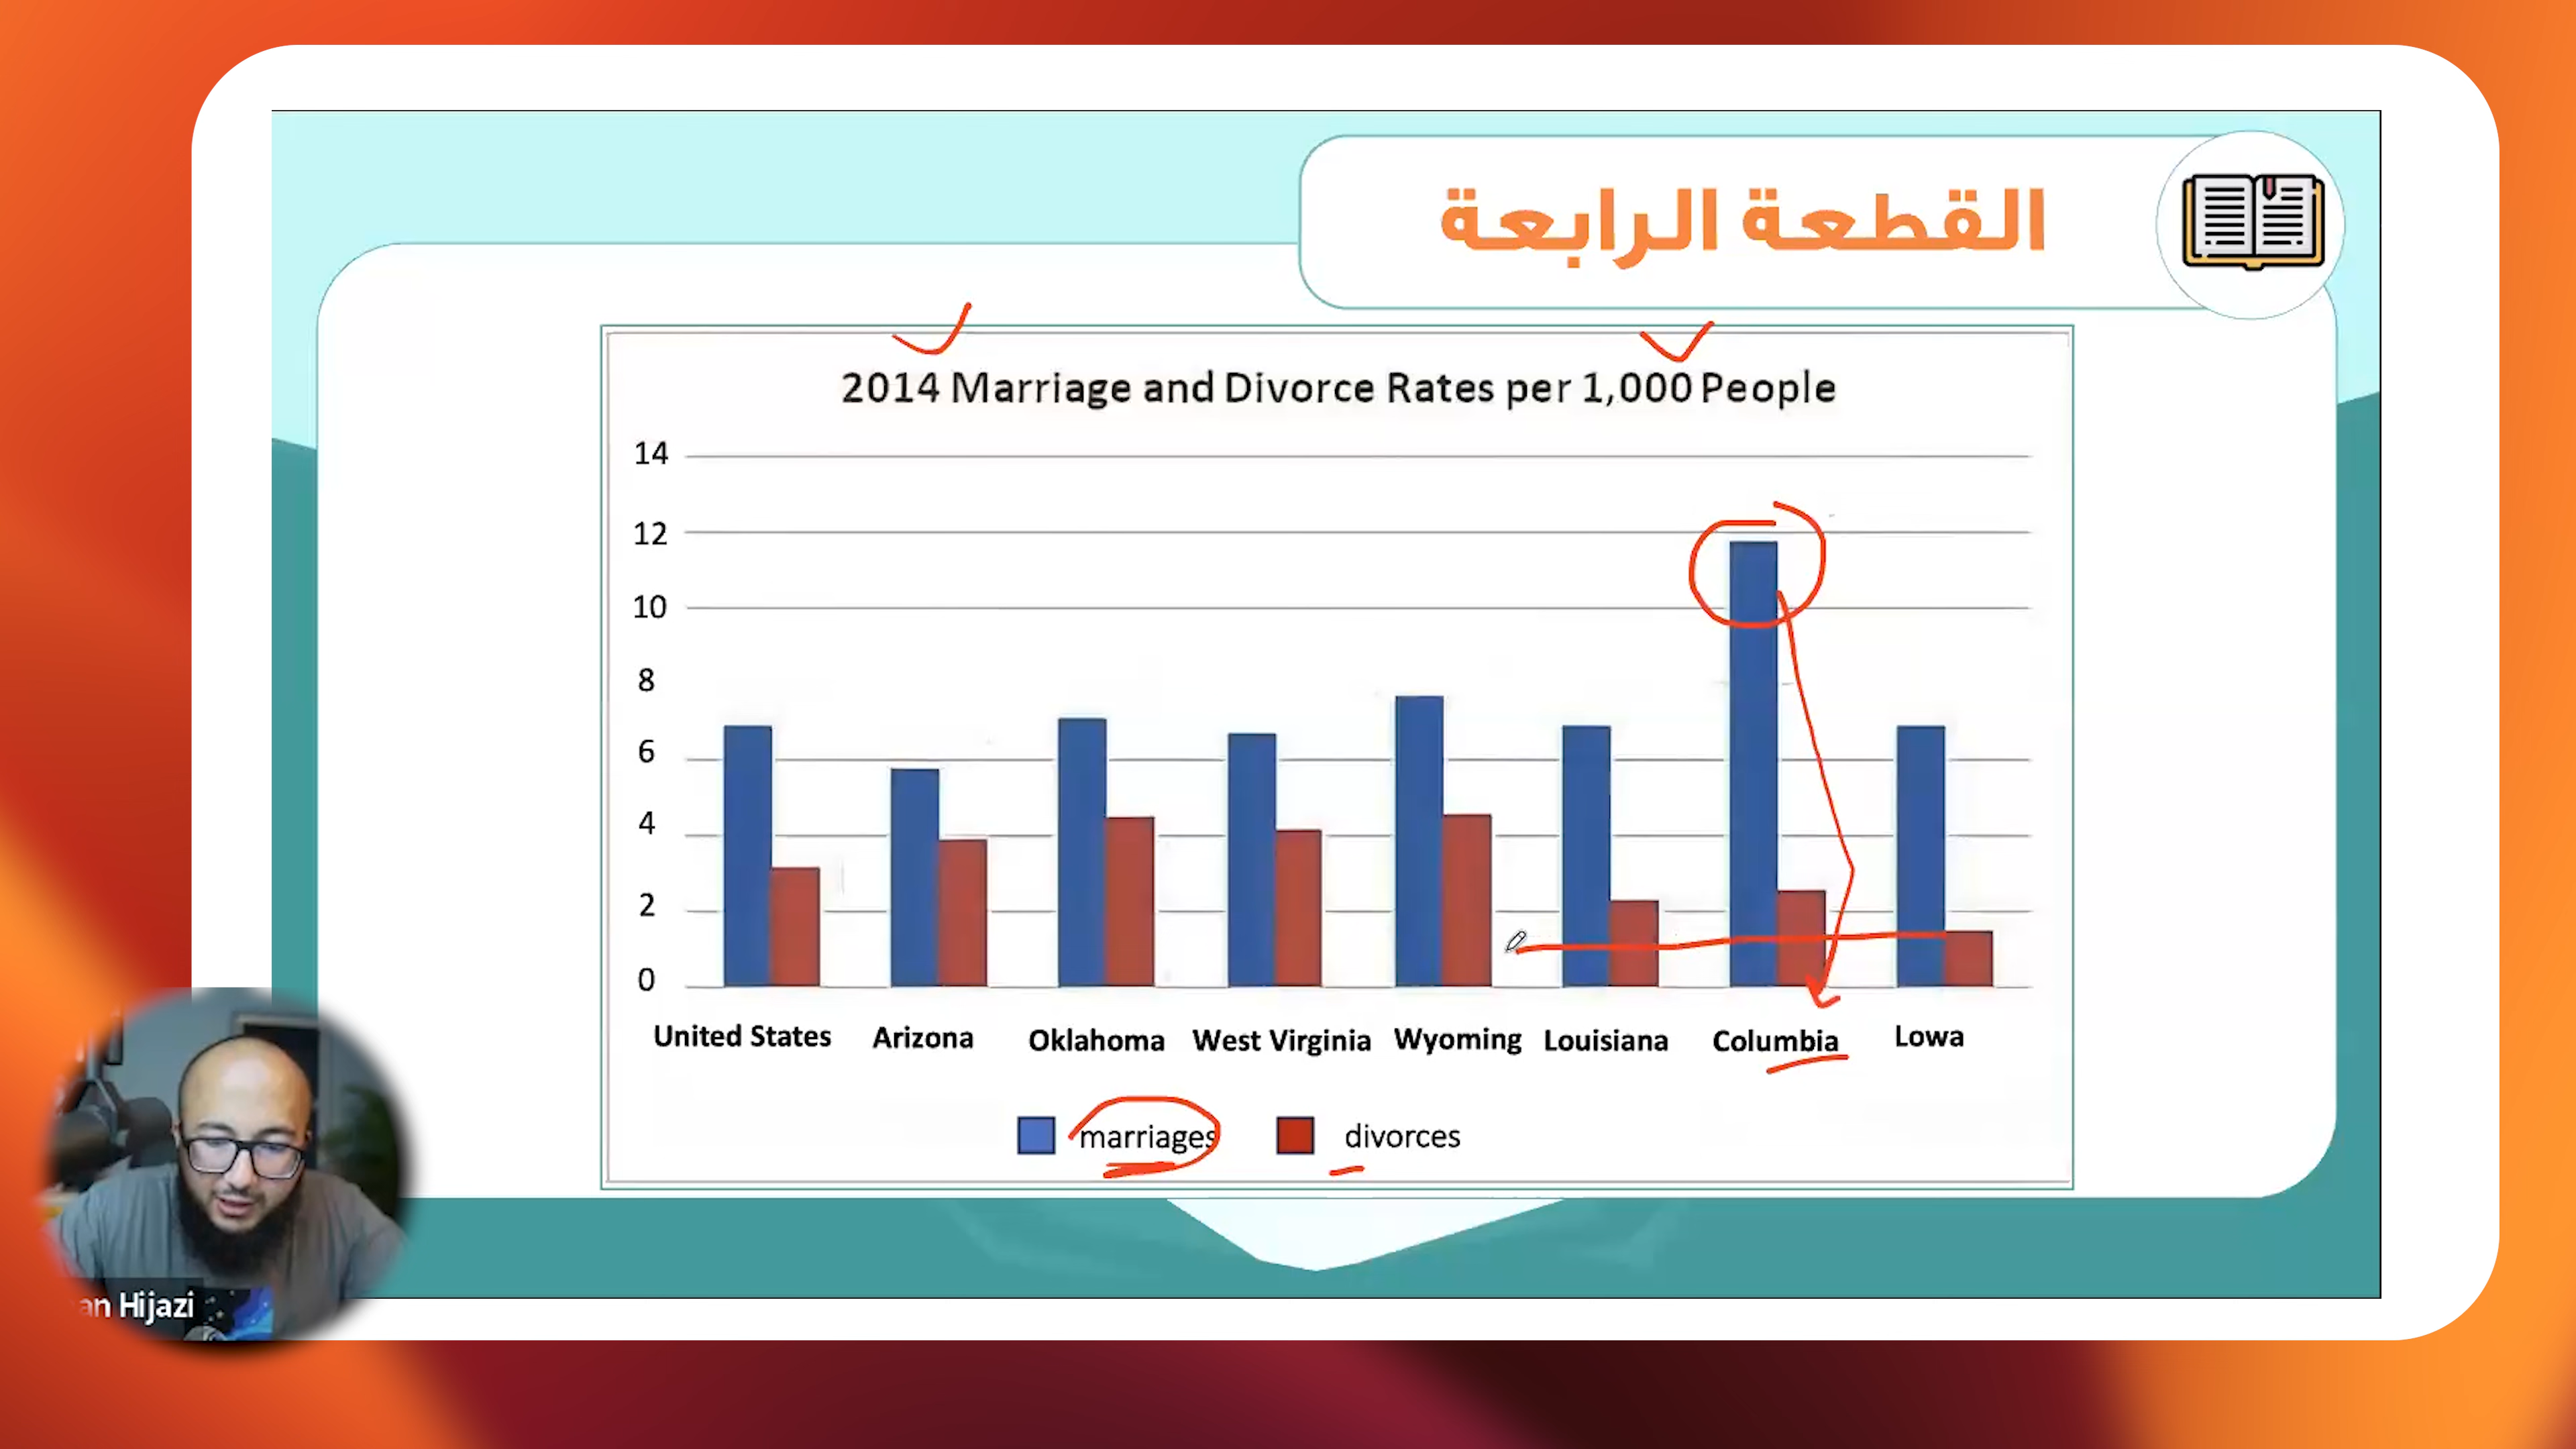 القطعة الرابعة
2014 Marriage and Divorce Rates per 1,000 People
14
12
10
8
6
4
2
0
United States Arizona Oklahoma West Virginia Wyoming Louisiana Columbia Lowa
marriages divorces
Hijazi